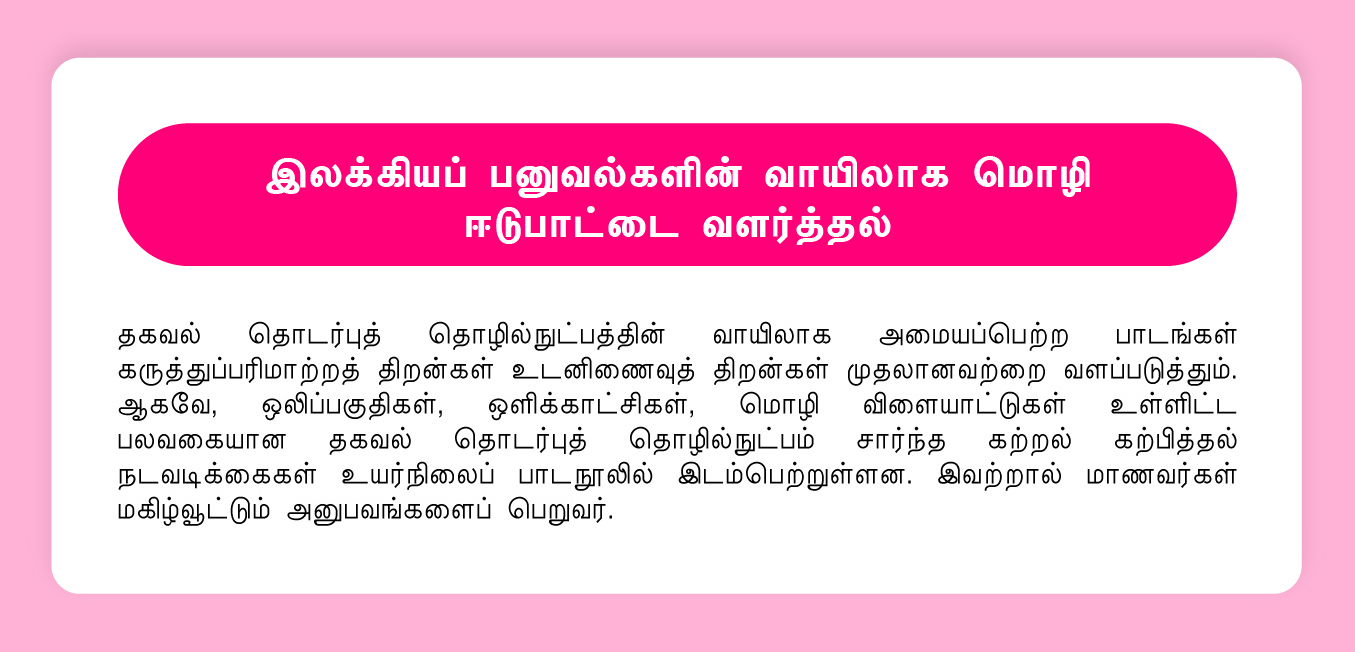 இலக்கியப் பனுவல்களின் வாயிலாக மொழி
ஈடுபாட்டை வளர்த்தல்
தகவல் தொடர்புத் தொழில்நுட்பத்தின் வாயிலாக அமையப்பெற்ற பாடங்கள்
கருத்துப்பரிமாற்றத் திறன்கள் உடனிணைவுத் திறன்கள் முதலானவற்றை வளப்படுத்தும்.
ஆகவே, ஒலிப்பகுதிகள், ஒளிக்காட்சிகள், மொழி விளையாட்டுகள் உள்ளிட்ட
பலவகையான தகவல் தொடர்புத் தொழில்நுட்பம் சார்ந்த கற்றல் கற்பித்தல்
நடவடிக்கைகள் உயர்நிலைப் பாடநூலில் இடம்பெற்றுள்ளன. இவற்றால் மாணவர்கள்
மகிழ்வூட்டும் அனுபவங்களைப் பெறுவர்.